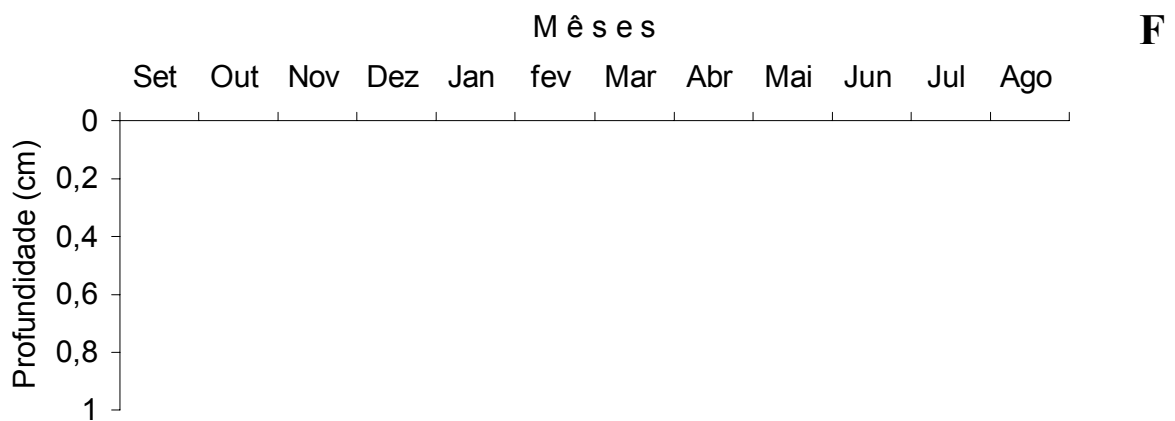 M ê s e s F
Set Out Nov Dez Jan fev Mar Abr Mai Jun Jul Ago
0
0,2
0,4
0,6
0,8
1
Profundidade (cm)